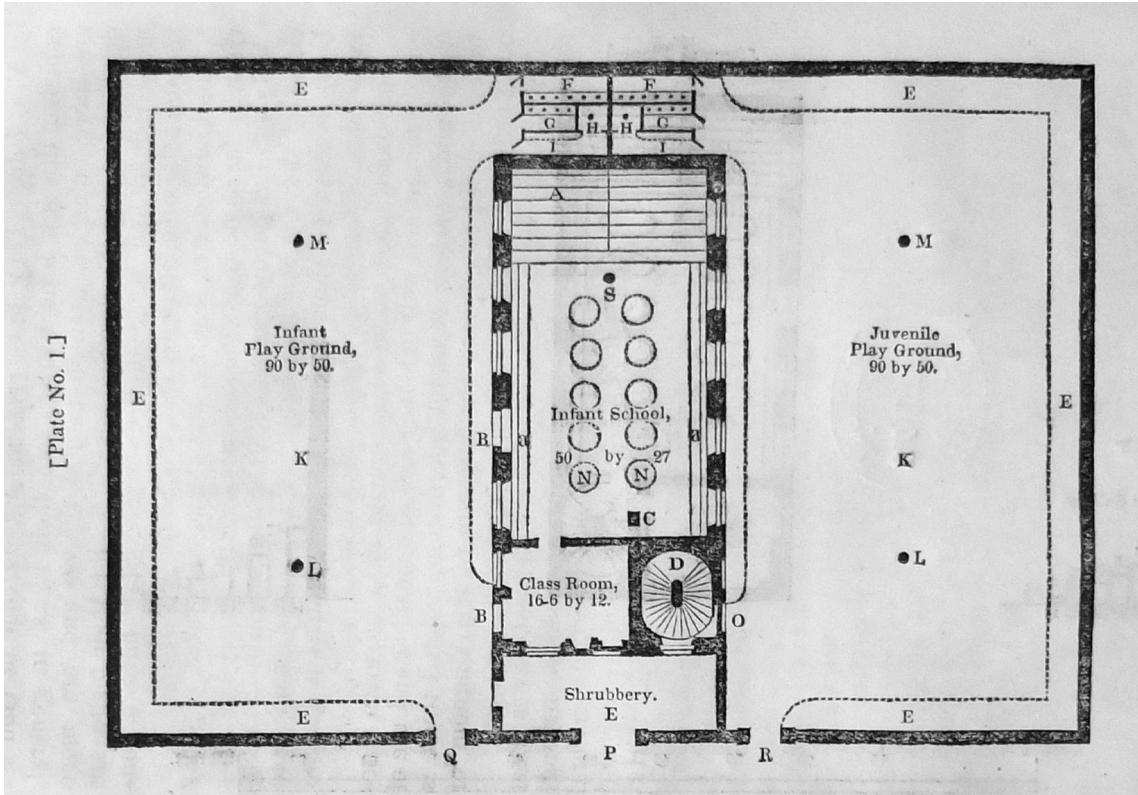 [Plate No. 1.]
E
F
F
E
G
H
H
G
A
M
M
S
Infant
Play Ground,
90 by 50.
Juvenile
Play Ground,
90 by 50.
E
E
Infant School,
B
a
a
50 by 27
K
K
N
N
C
L
L
D
Class Room,
16-6 by 12.
B
O
Shrubbery.
E
E
E
Q
P
R